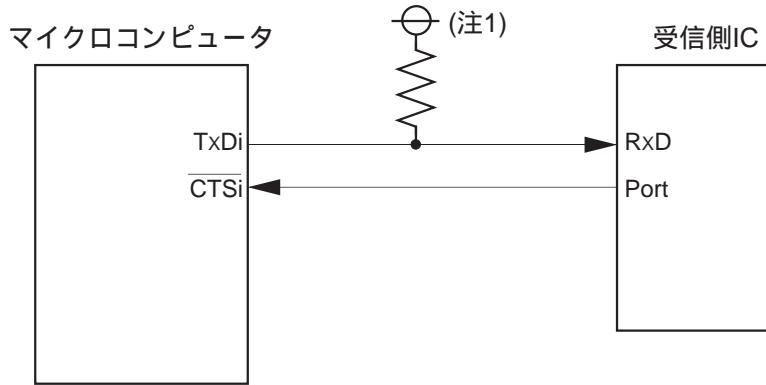 (注1)
マイクロコンピュータ
受信側IC
TxDi
RxD
CTSi
Port